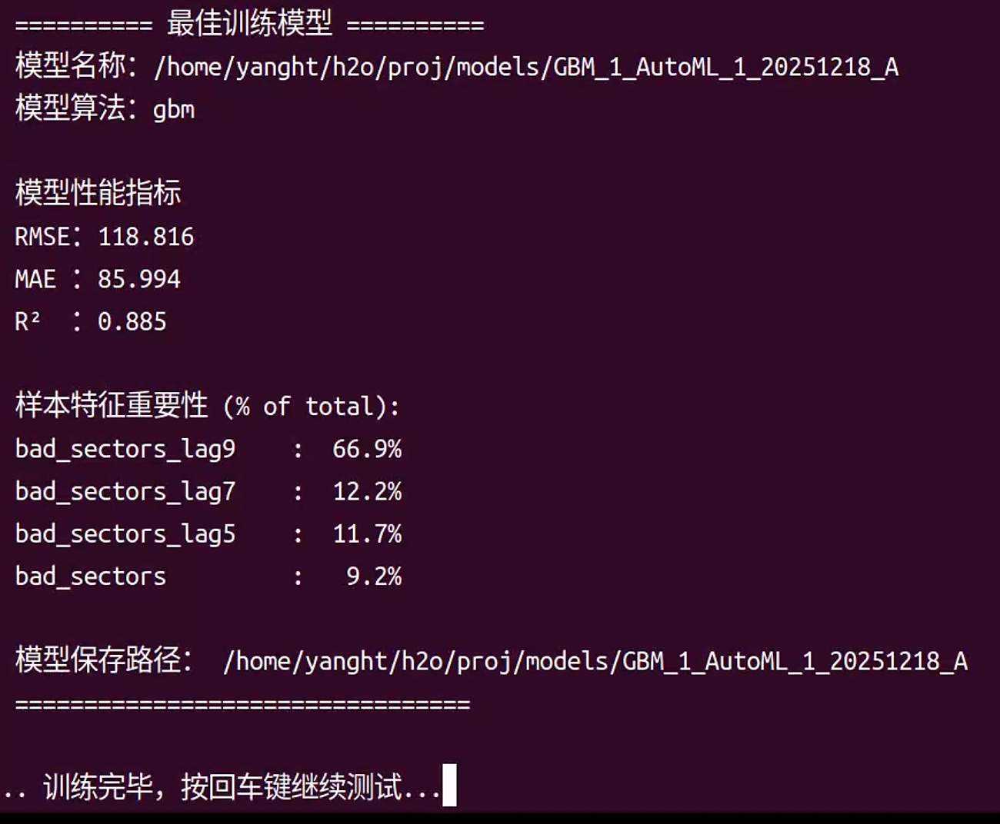 ========== 最佳训练模型 ==========
模型名称：/home/yanght/h2o/proj/models/GBM_1_AutoML_1_20251218_A
模型算法：gbm
模型性能指标
RMSE：118.816
MAE ：85.994
R²  ：0.885
样本特征重要性 (% of total):
bad_sectors_lag9    :  66.9%
bad_sectors_lag7    :  12.2%
bad_sectors_lag5    :  11.7%
bad_sectors         :   9.2%
模型保存路径： /home/yanght/h2o/proj/models/GBM_1_AutoML_1_20251218_A
=================================
.. 训练完毕，按回车键继续测试...